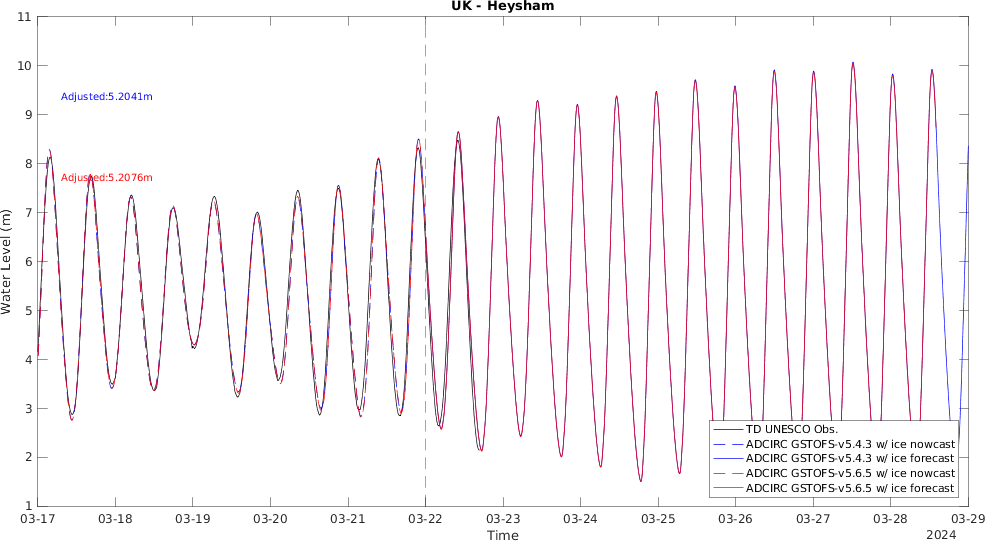 UK - Heysham
11
10
9
8
7
6
5
4
3
2
1
Water Level (m)
Adjusted:5.2041m
Adjusted:5.2076m
TD UNESCO Obs.
ADCIRC GSTOFS-v5.4.3 w/ ice nowcast
ADCIRC GSTOFS-v5.4.3 w/ ice forecast
ADCIRC GSTOFS-v5.6.5 w/ ice nowcast
ADCIRC GSTOFS-v5.6.5 w/ ice forecast
03-17 03-18 03-19 03-20 03-21 03-22 03-23 03-24 03-25 03-26 03-27 03-28 03-29
Time
2024